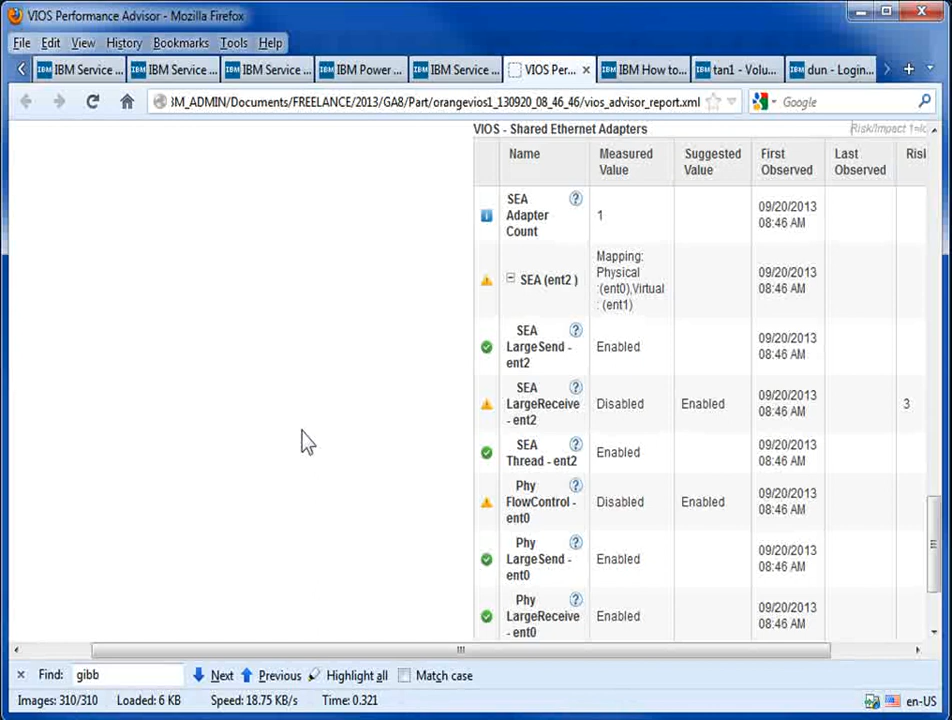 VIOS Performance Advisor - Mozilla Firefox
File Edit View History Bookmarks Tools Help
IBM Service ... IBM Service ... IBM Service ... IBM Power ... IBM Service ... VIOS Per... IBM How to... tan1 - Volu... dun - Login...
3M_ADMIN/Documents/FREELANCE/2013/GA8/Part/orangevios1_130920_08_46_46/vios_advisor_report.xml
Google
VIOS - Shared Ethernet Adapters
Risk/Impact 1=lo
Name
Measured
Value
Suggested
Value
First
Observed
Last
Observed
Risk
SEA
Adapter
Count
1
09/20/2013
08:46 AM
SEA (ent2 )
Mapping:
Physical
:(ent0),Virtual
: (ent1)
09/20/2013
08:46 AM
SEA
LargeSend -
ent2
Enabled
09/20/2013
08:46 AM
SEA
LargeReceive
- ent2
Disabled
Enabled
09/20/2013
08:46 AM
3
SEA
Thread - ent2
Enabled
09/20/2013
08:46 AM
Phy
FlowControl -
ent0
Disabled
Enabled
09/20/2013
08:46 AM
Phy
LargeSend -
ent0
Enabled
09/20/2013
08:46 AM
Phy
LargeReceive
- ent0
Enabled
09/20/2013
08:46 AM
Find: gibb Next Previous Highlight all Match case
Images: 310/310 Loaded: 6 KB Speed: 18.75 KB/s Time: 0.321 en-US